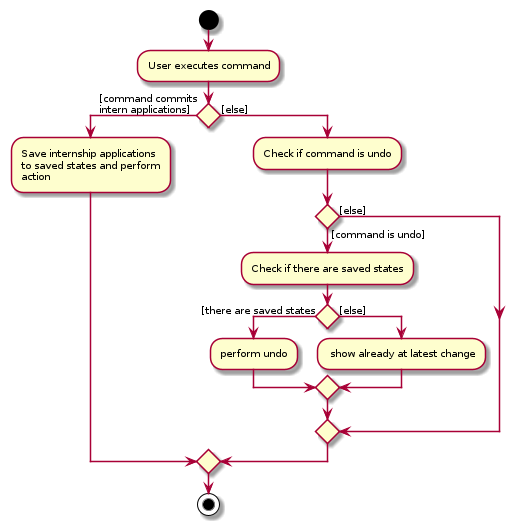 User executes command
[command commits
intern applications]
[else]
Save internship applications
to saved states and perform
action
Check if command is undo
[else]
[command is undo]
Check if there are saved states
[there are saved states
[else]
perform undo
show already at latest change